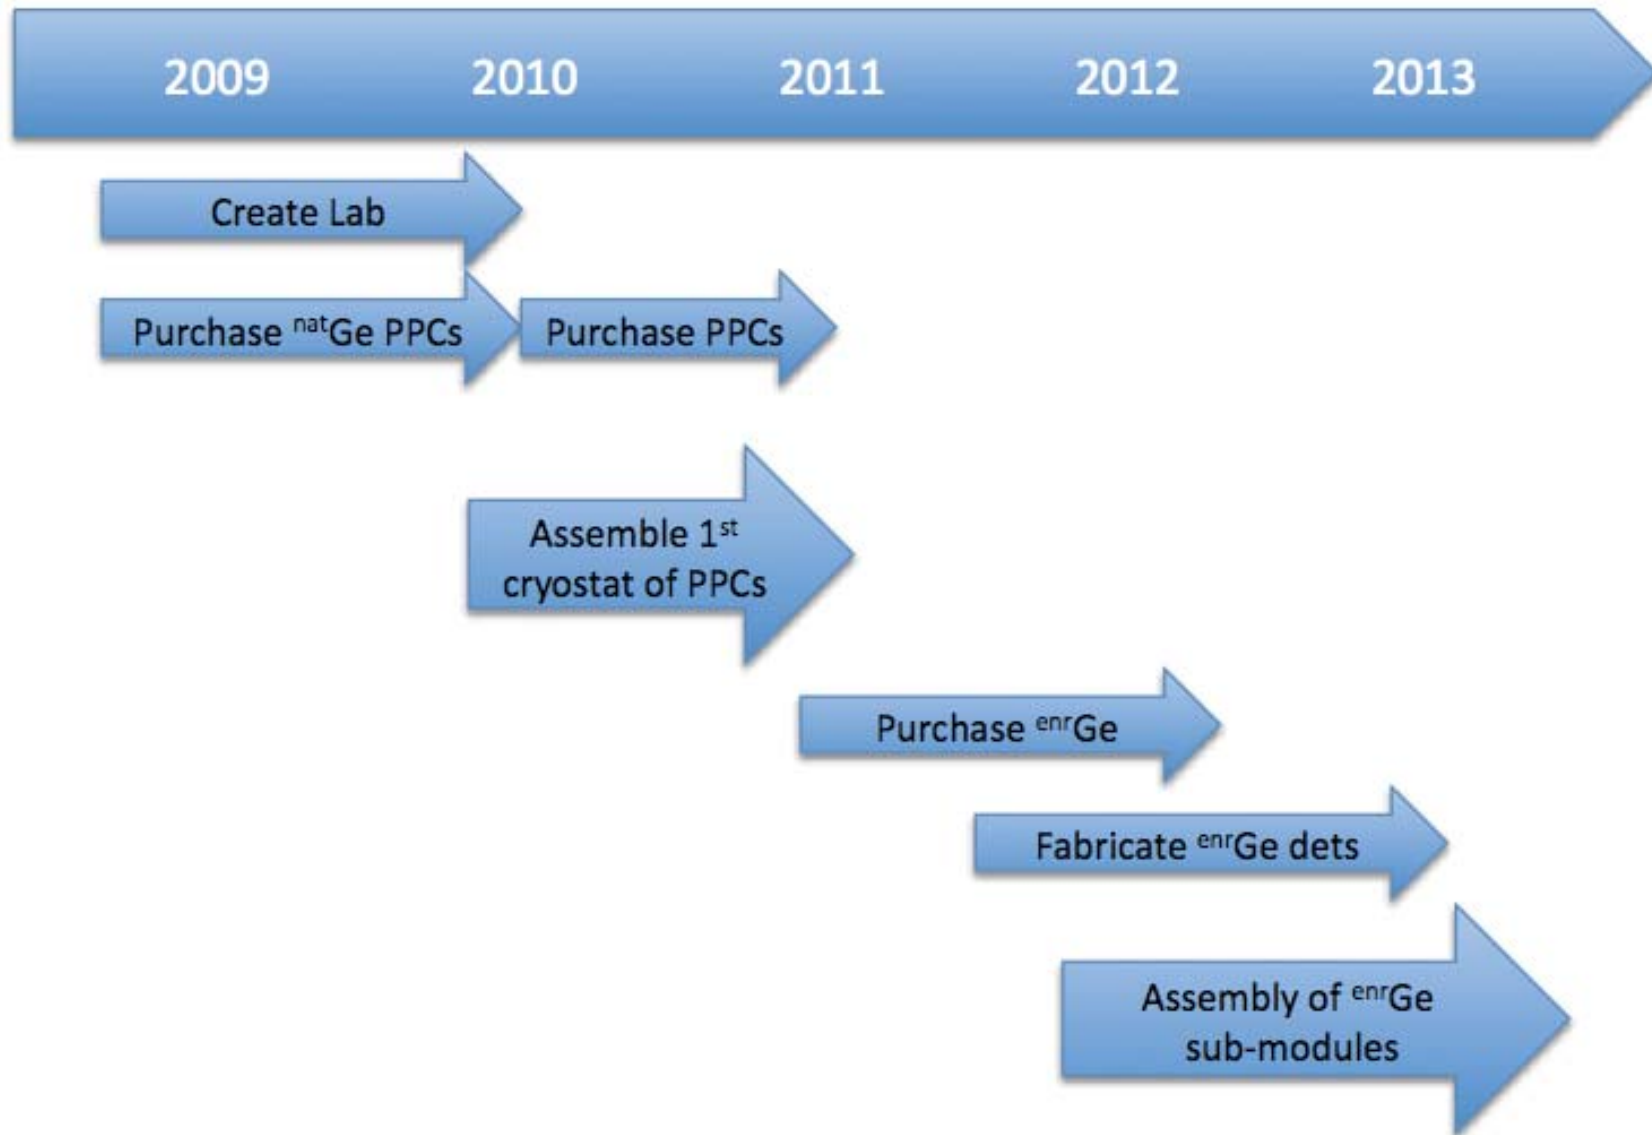 2009 2010 2011 2012 2013
Create Lab
Purchase ⁿᵃᵗGe PPCs
Purchase PPCs
Assemble 1ˢᵗ
cryostat of PPCs
Purchase ᵉⁿʳGe
Fabricate ᵉⁿʳGe dets
Assembly of ᵉⁿʳGe
sub-modules